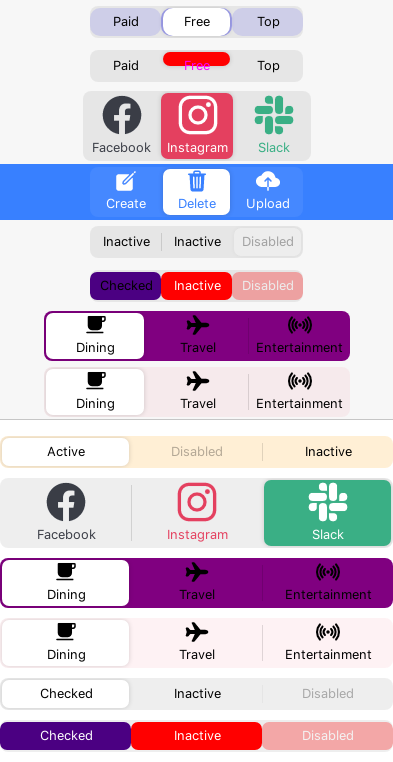 Paid Free Top
Paid Free Top
Facebook Instagram Slack
Create Delete Upload
Inactive Inactive Disabled
Checked Inactive Disabled
Dining Travel Entertainment
Dining Travel Entertainment
Active Disabled Inactive
Facebook Instagram Slack
Dining Travel Entertainment
Dining Travel Entertainment
Checked Inactive Disabled
Checked Inactive Disabled